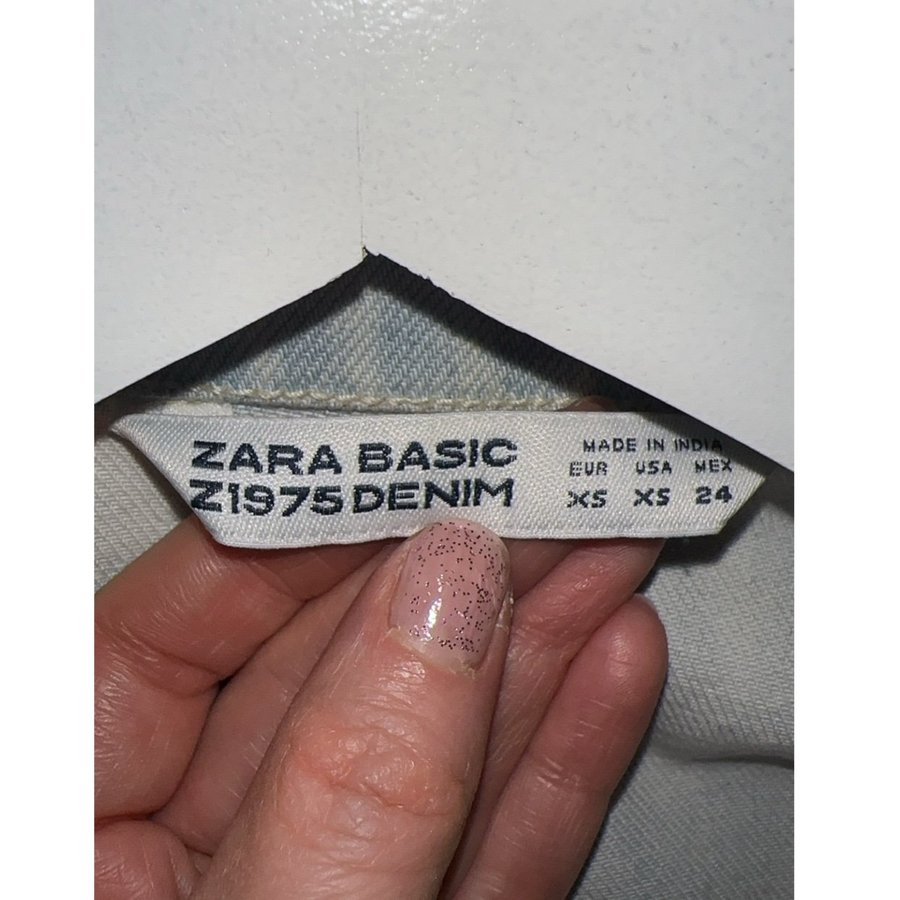 ZARA BASIC
Z1975 DENIM
MADE IN INDIA
EUR USA MEX
XS XS 24